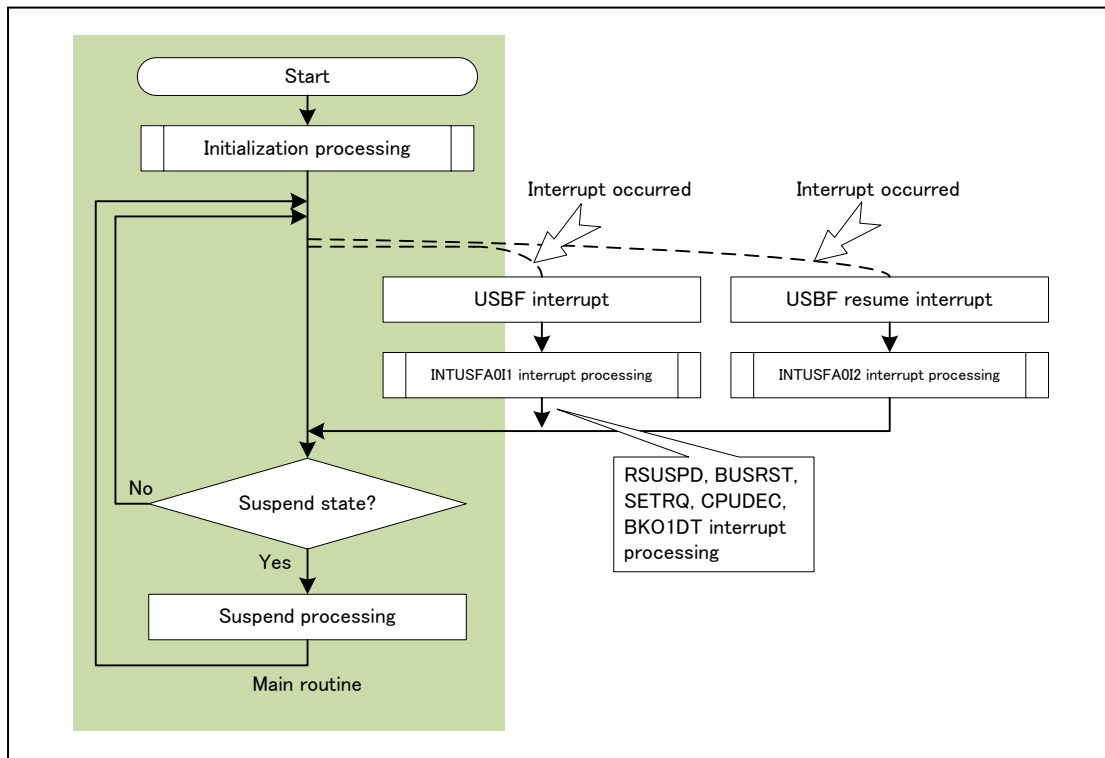 Start
Initialization processing
Interrupt occurred
Interrupt occurred
USBF interrupt
USBF resume interrupt
INTUSFA0I1 interrupt processing
INTUSFA0I2 interrupt processing
RSUSPD, BUSRST,
SETRQ, CPUDEC,
BKO1DT interrupt
processing
No
Suspend state?
Yes
Suspend processing
Main routine